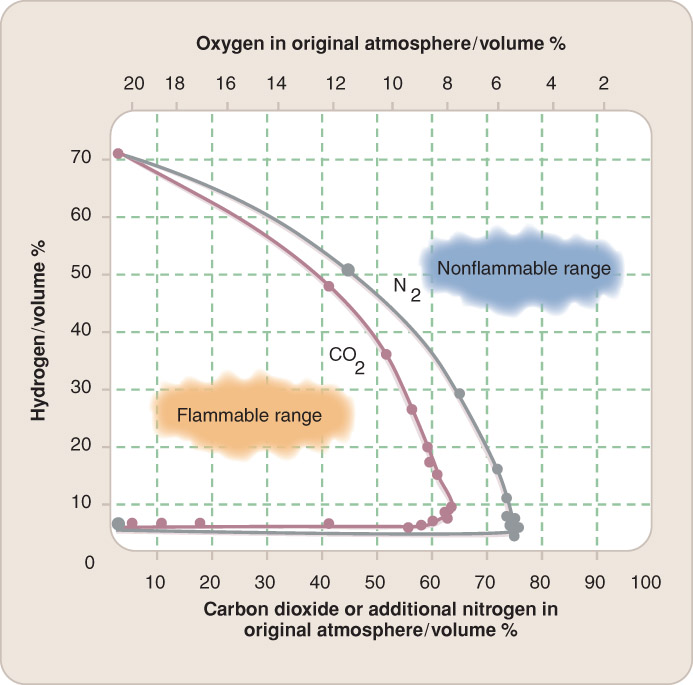 Oxygen in original atmosphere/volume %
20 18 16 14 12 10 8 6 4 2
Hydrogen/volume %
70
60
50
40
30
20
10
0
N2
Nonflammable range
CO2
Flammable range
10 20 30 40 50 60 70 80 90 100
Carbon dioxide or additional nitrogen in
original atmosphere/volume %